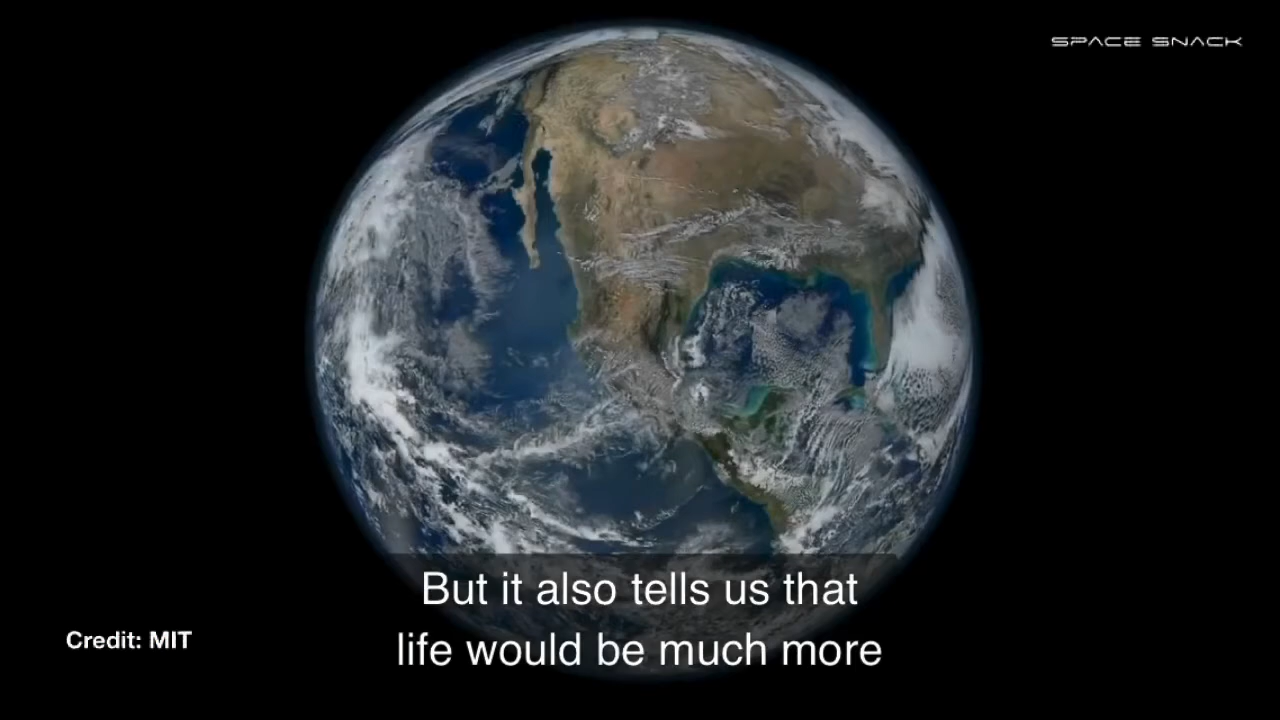 SPACE SNACK
But it also tells us that
life would be much more
Credit: MIT